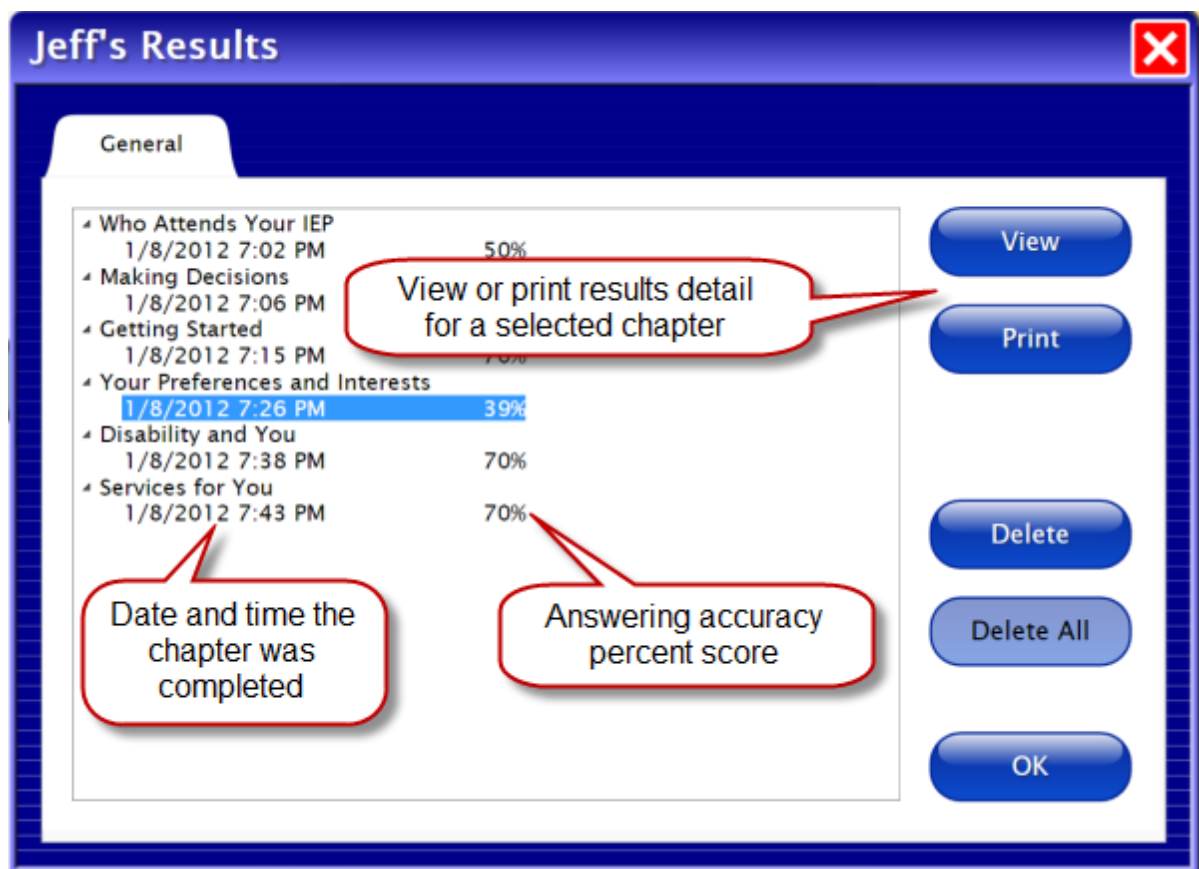 Jeff's Results
General
Who Attends Your IEP
1/8/2012 7:02 PM 50%
Making Decisions
1/8/2012 7:06 PM
Getting Started
1/8/2012 7:15 PM
Your Preferences and Interests
1/8/2012 7:26 PM 39%
Disability and You
1/8/2012 7:38 PM 70%
Services for You
1/8/2012 7:43 PM 70%
View or print results detail
for a selected chapter
Date and time the
chapter was
completed
Answering accuracy
percent score
View
Print
Delete
Delete All
OK